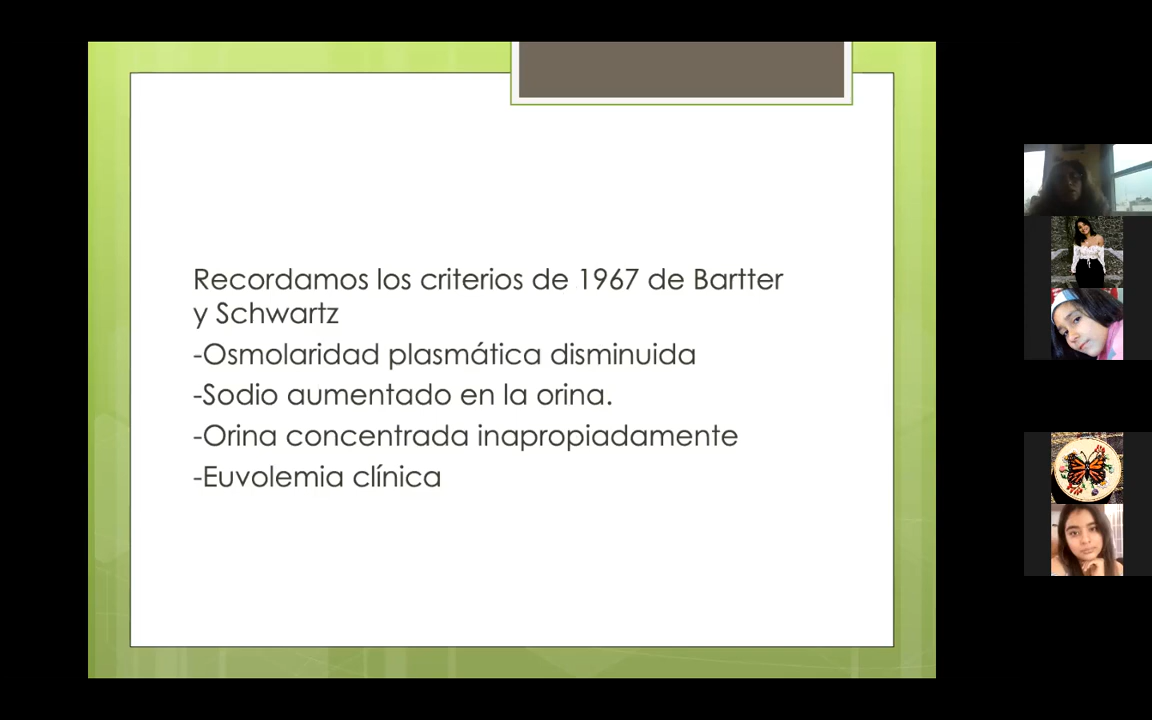 Recordamos los criterios de 1967 de Bartter
y Schwartz
-Osmolaridad plasmática disminuida
-Sodio aumentado en la orina.
-Orina concentrada inapropiadamente
-Euvolemia clínica